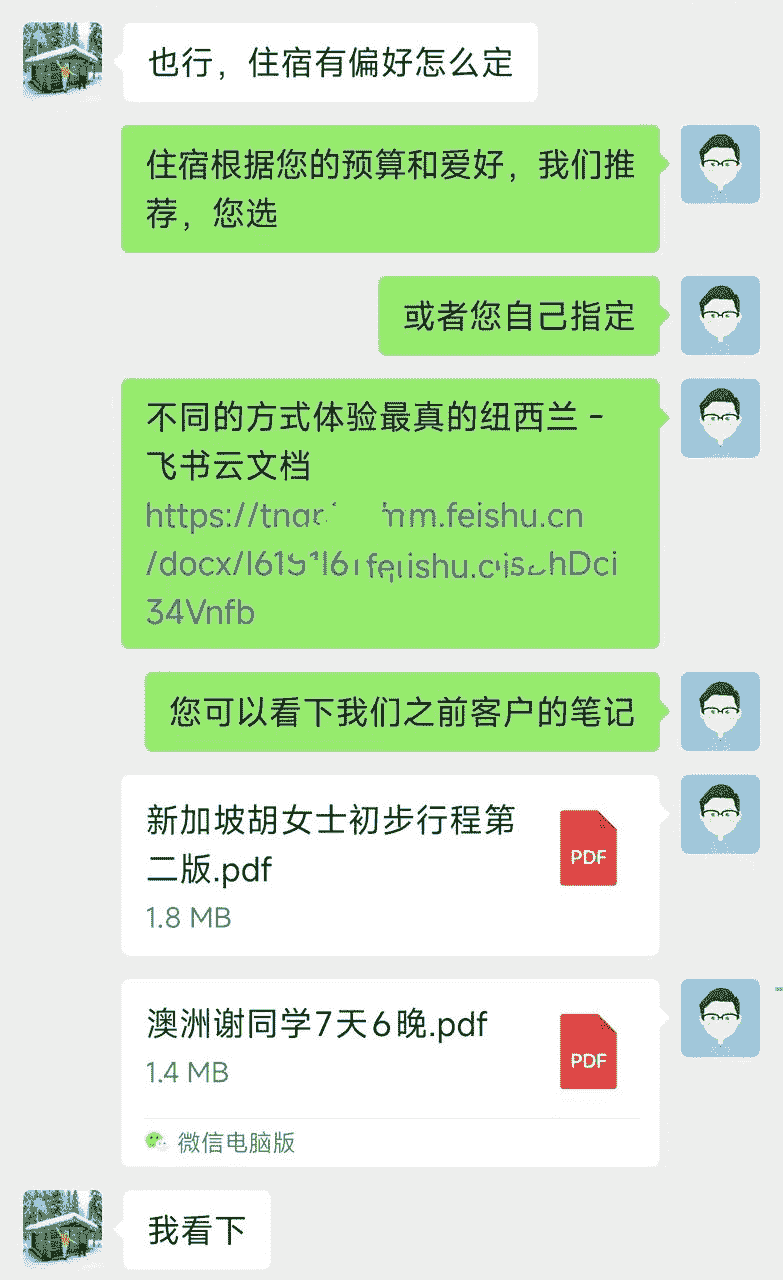 也行，住宿有偏好怎么定
住宿根据您的预算和爱好，我们推
荐，您选
或者您自己指定
不同的方式体验最真的纽西兰 -
飞书云文档
https://tnar m.feishu.cn
/docx/I619 hDci
34Vnfb
您可以看下我们之前客户的笔记
新加坡胡女士初步行程第
二版.pdf
PDF
1.8 MB
澳洲谢同学7天6晚.pdf
1.4 MB
PDF
微信电脑版
我看下